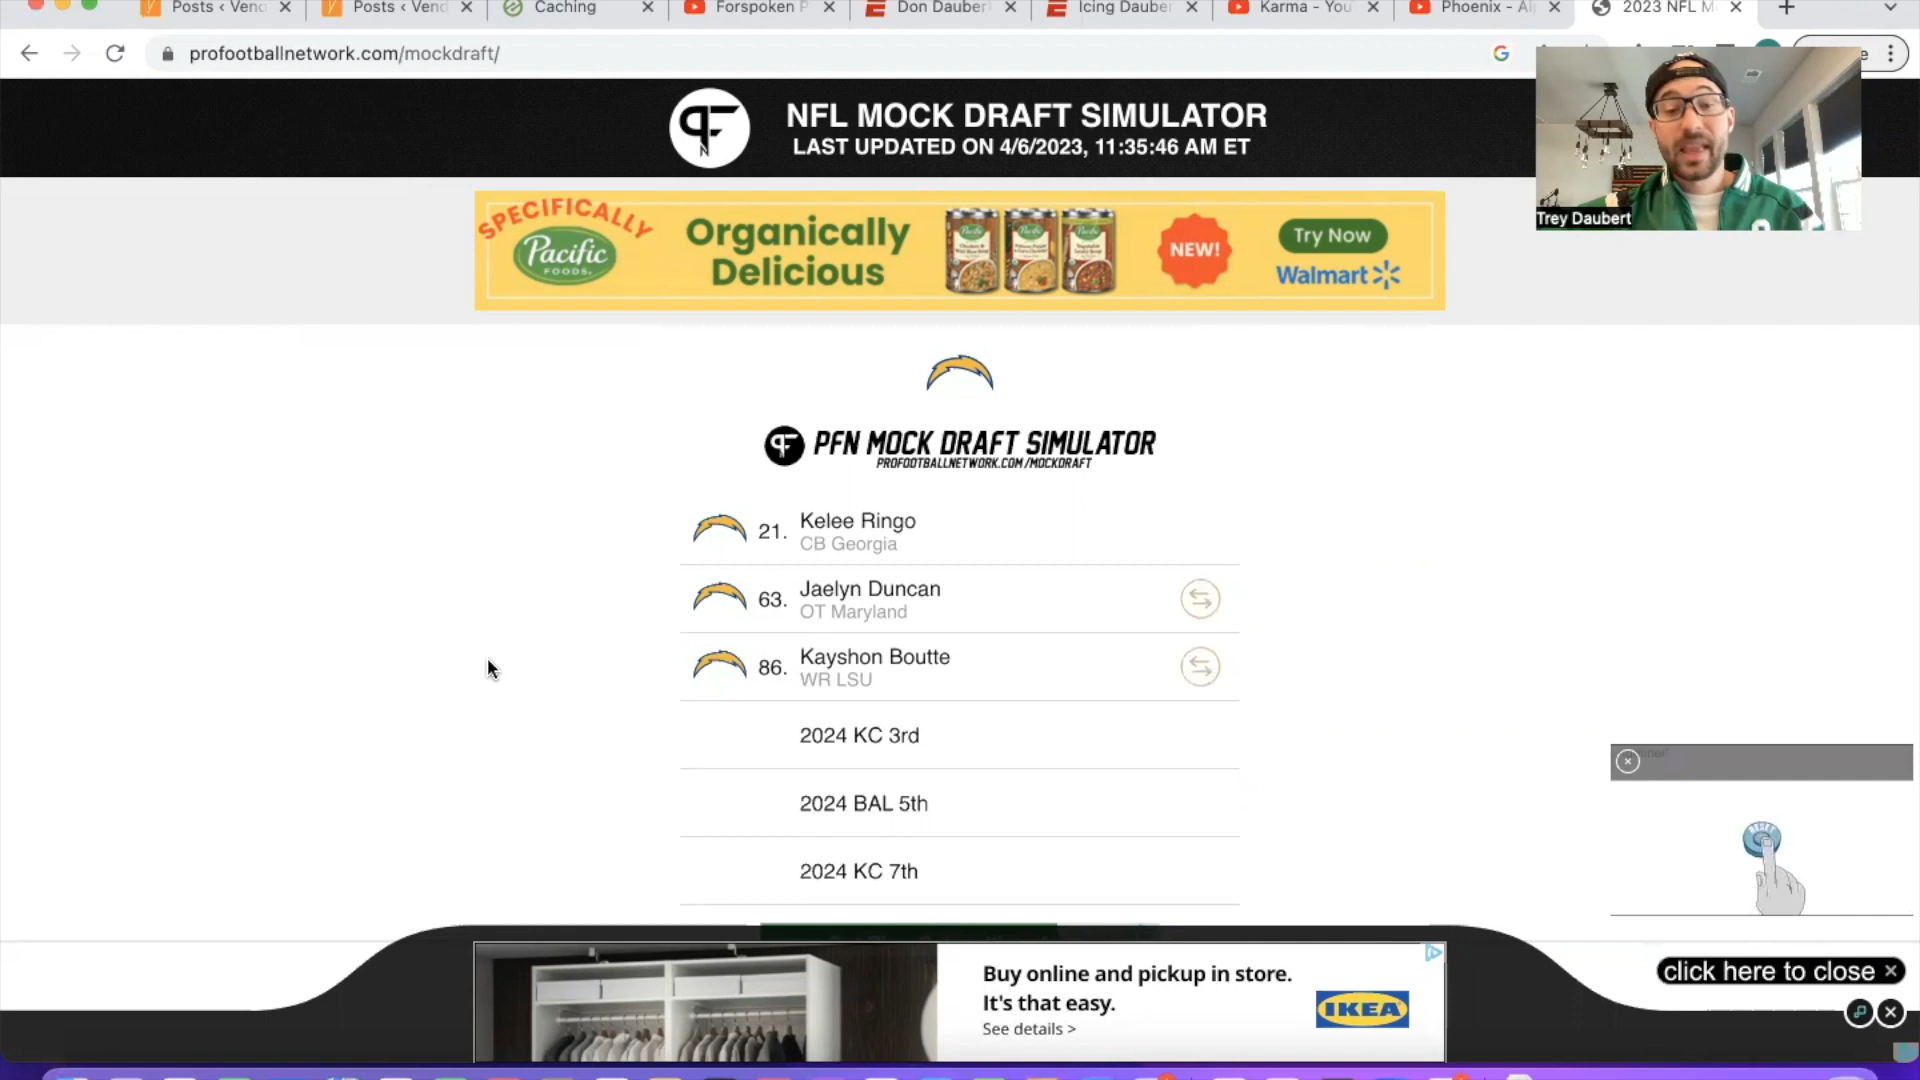 Posts ‹ Vend
Posts ‹ Vend
Caching
Forspoken P
Don Dauber
Icing Dauber
Karma - You
Phoenix - Al
2023 NFL M
profootballnetwork.com/mockdraft/
NFL MOCK DRAFT SIMULATOR
LAST UPDATED ON 4/6/2023, 11:35:46 AM ET
Trey Daubert
SPECIFICALLY
Pacific
FOODS.
Organically
Delicious
NEW!
Try Now
Walmart
PFN MOCK DRAFT SIMULATOR
PROFOOTBALLNETWORK.COM/MOCKDRAFT
21. Kelee Ringo
CB Georgia
63. Jaelyn Duncan
OT Maryland
86. Kayshon Boutte
WR LSU
2024 KC 3rd
2024 BAL 5th
2024 KC 7th
RESET
Buy online and pickup in store.
It's that easy.
See details >
IKEA
click here to close ×